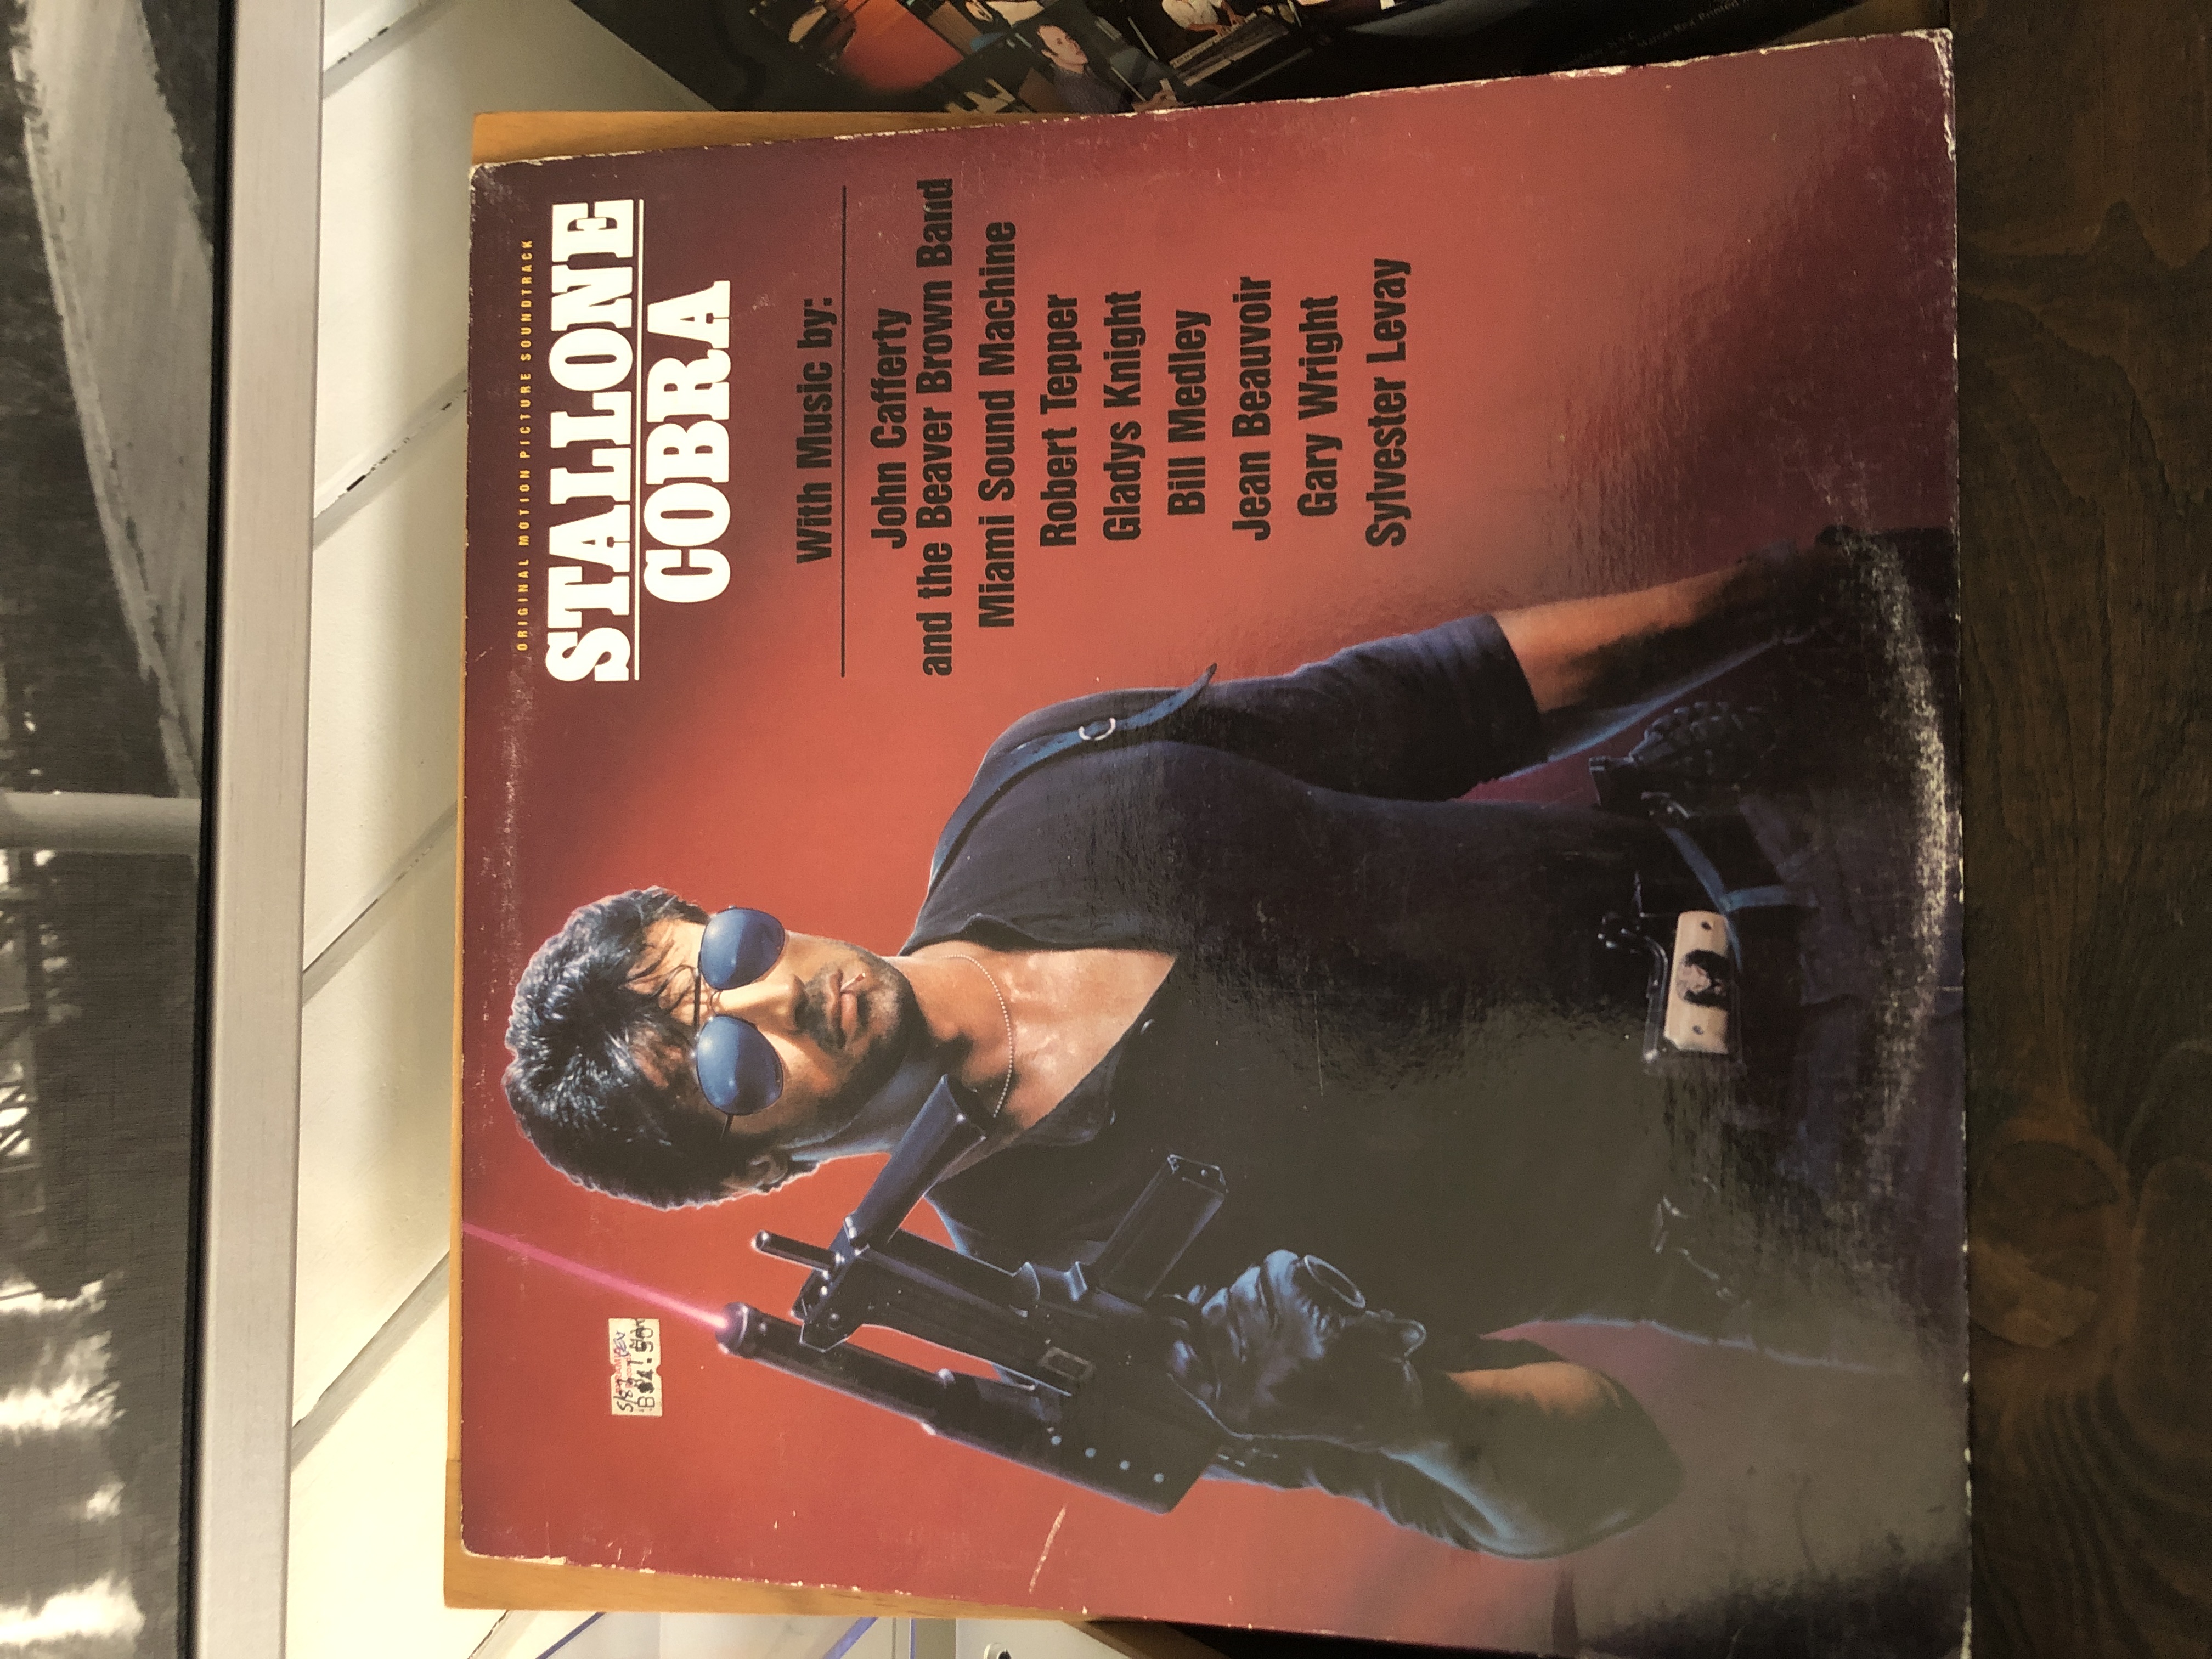 ORIGINAL MOTION PICTURE SOUNDTRACK
STALLONE
COBRA
With Music by:
John Cafferty
and the Beaver Brown Band
Miami Sound Machine
Robert Tepper
Gladys Knight
Bill Medley
Jean Beauvoir
Gary Wright
Sylvester Levay